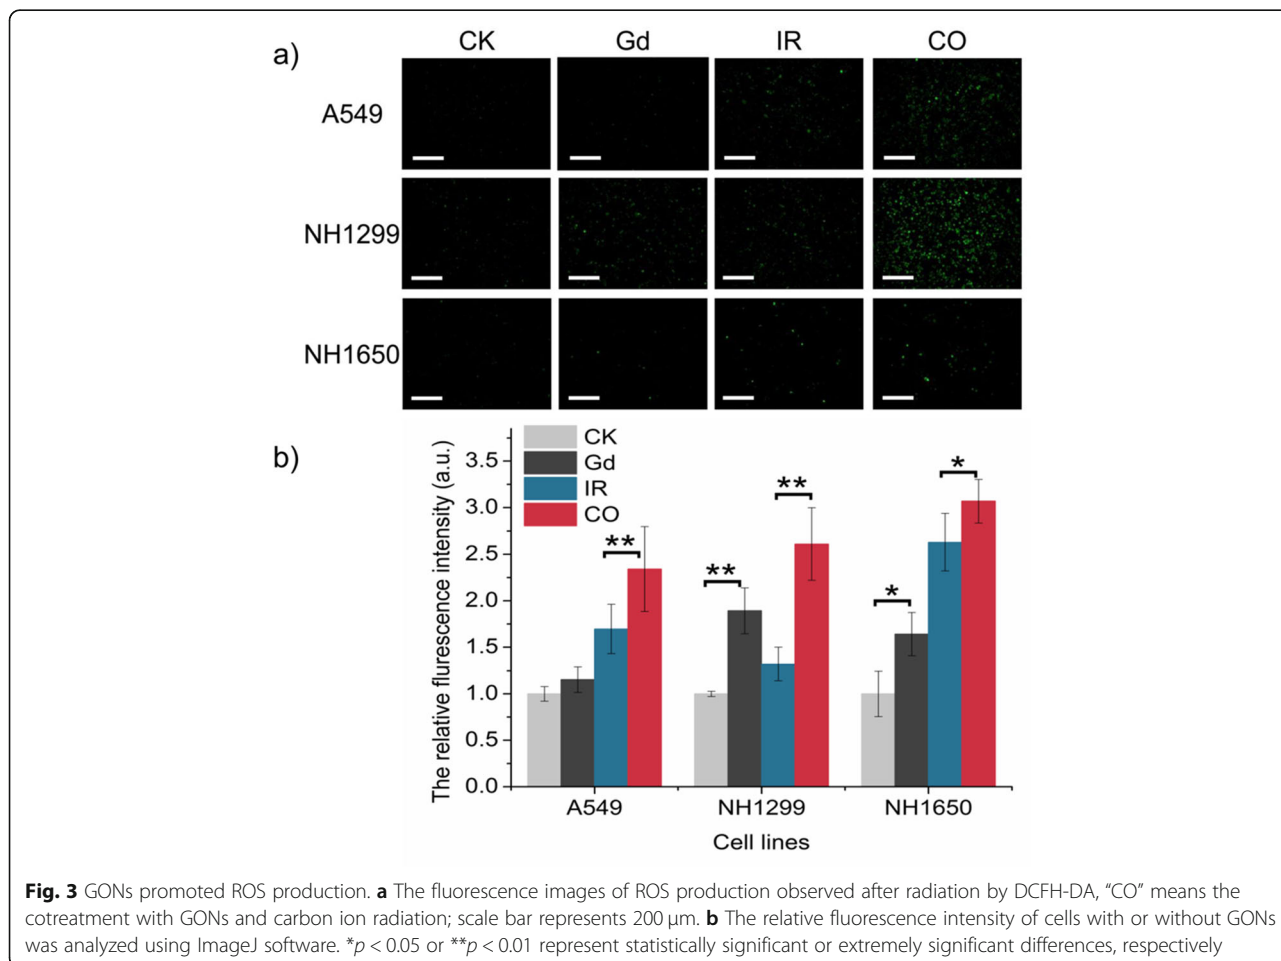 a)
CK Gd IR CO
A549
NH1299
NH1650
b)
The relative flurescence intensity (a.u.)
CK
Gd
IR
CO
3.5
3.0
2.5
2.0
1.5
1.0
0.5
0.0
** ** ** * *
A549 NH1299 NH1650
Cell lines
Fig. 3 GONs promoted ROS production. a The fluorescence images of ROS production observed after radiation by DCFH-DA, “CO” means the
cotreatment with GONs and carbon ion radiation; scale bar represents 200 μm. b The relative fluorescence intensity of cells with or without GONs
was analyzed using ImageJ software. *p < 0.05 or **p < 0.01 represent statistically significant or extremely significant differences, respectively